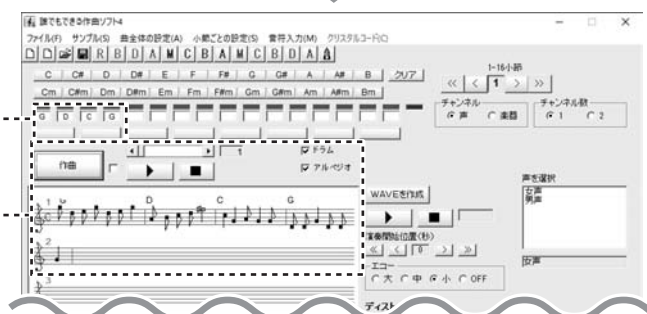 誰でもできる作曲ソフト4
ファイル(F) サンプル(S) 曲全体の設定(A) 小節ごとの設定(S) 音符入力(M) クリスタルコード(C)
R B D A M C B A M C B D A
C C# D D# E F F# G G# A A# B クリア
1-16小節
<< < 1 > >>
Cm C#m Dm D#m Em Fm F#m Gm G#m Am A#m Bm
チャンネル チャンネル数
声 楽器 1 2
G D C G
1 ドラム
作曲 アルペジオ
声を選択
女声
男声
WAVEを作成
1 G D C G
演奏開始位置(秒)
<< < 0 > >>
女声
2
エコー
大 中 小 OFF
3
ディスト